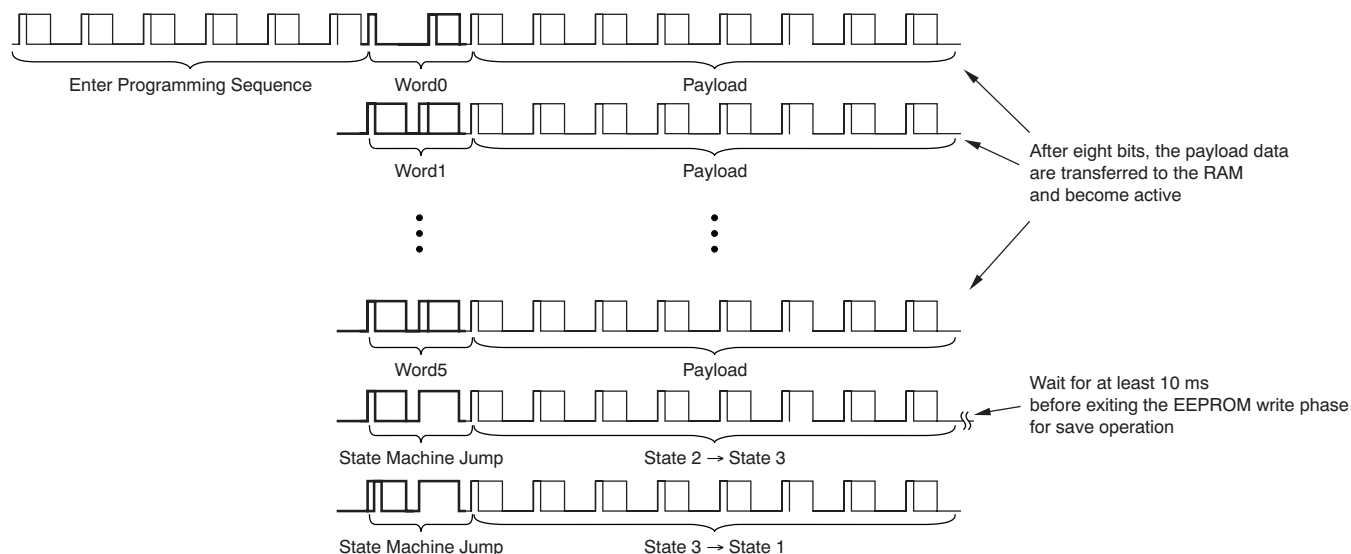 Enter Programming Sequence
Word0
Payload
Word1
Payload
After eight bits, the payload data
are transferred to the RAM
and become active
Word5
Payload
Wait for at least 10 ms
before exiting the EEPROM write phase
for save operation
State Machine Jump
State 2 → State 3
State Machine Jump
State 3 → State 1